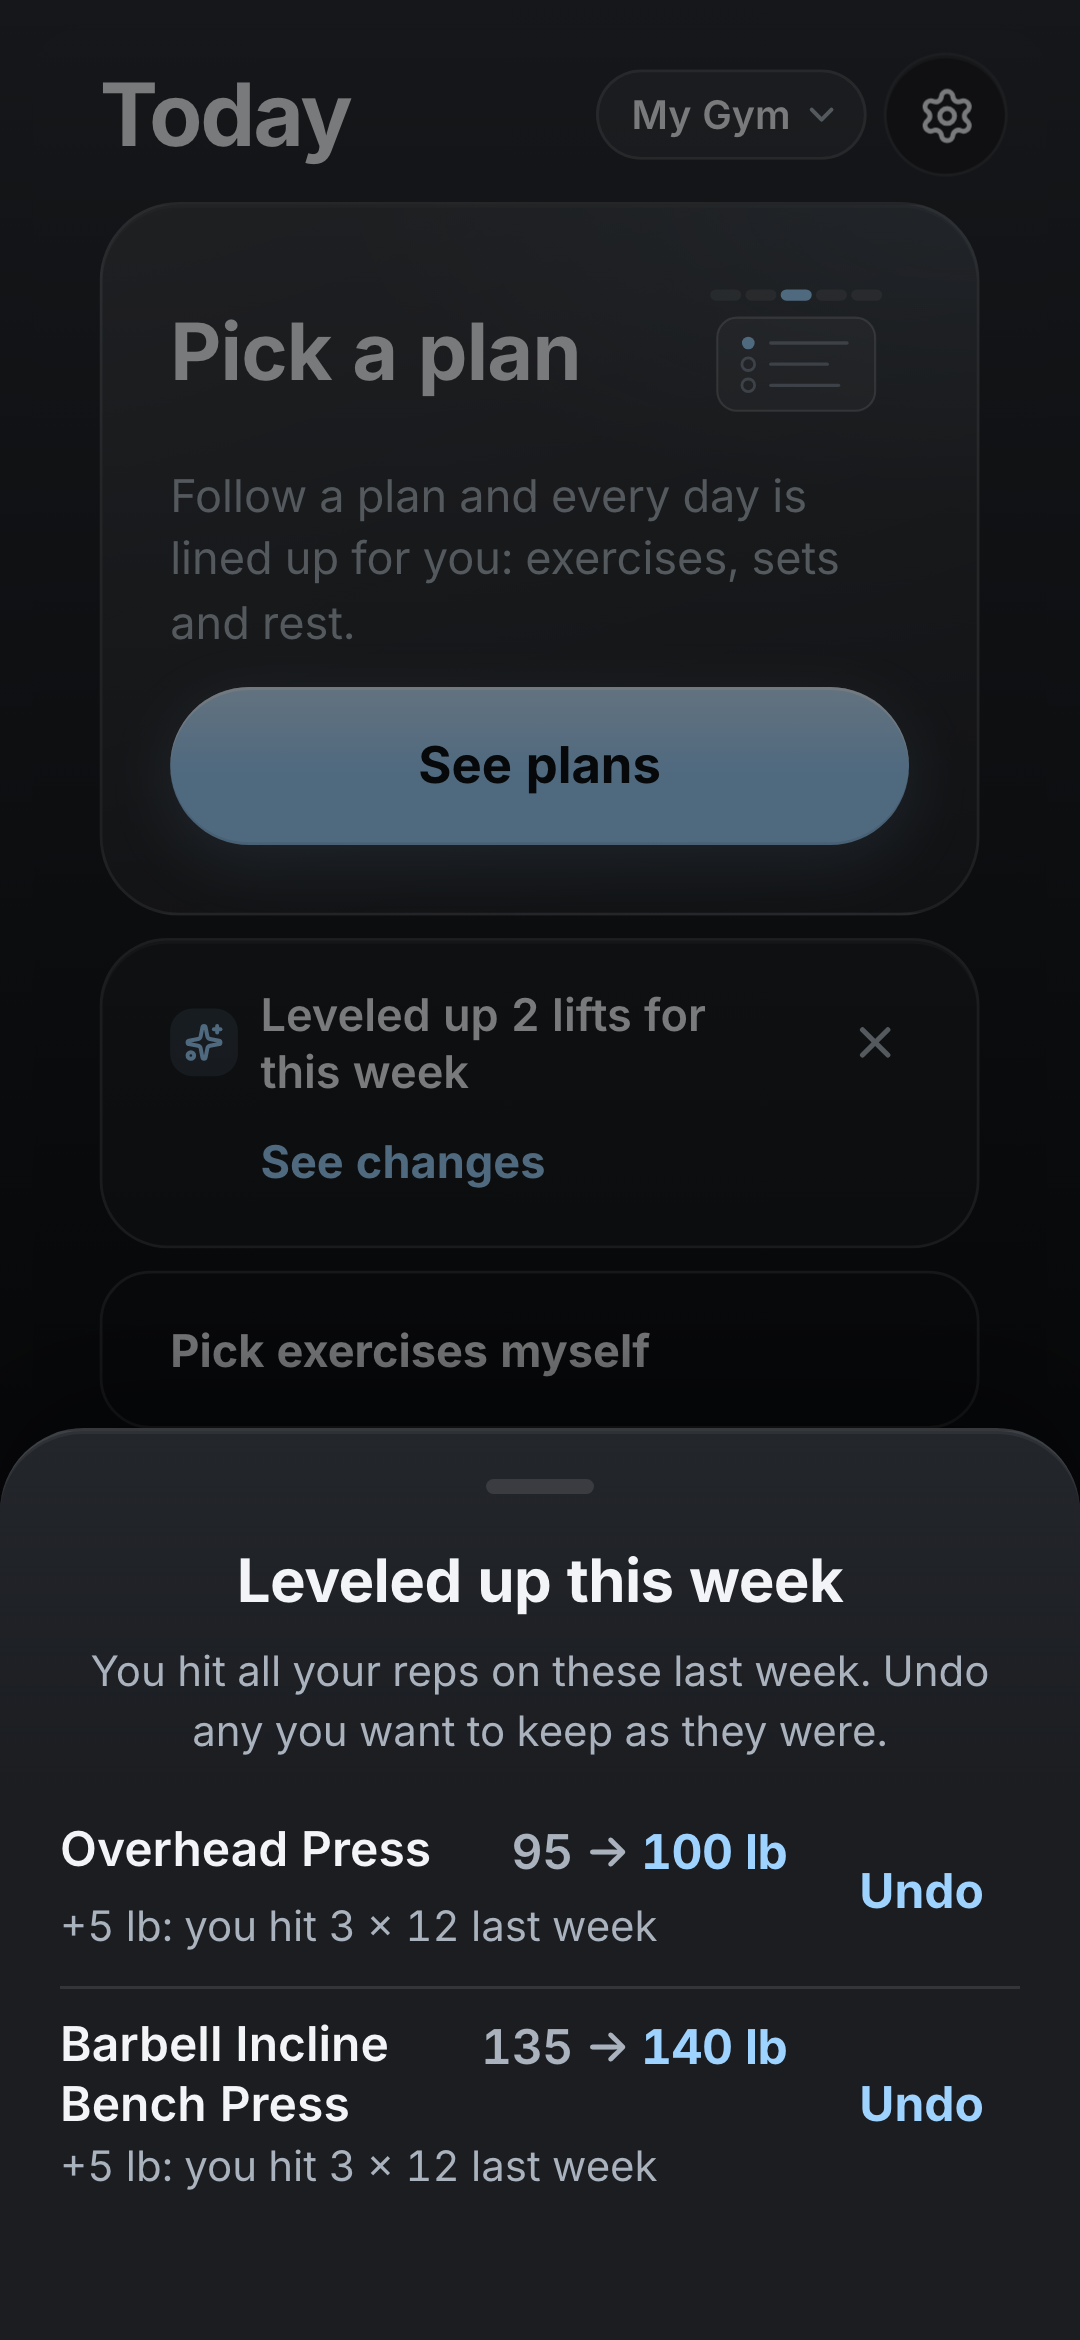 Today
My Gym
Pick a plan
Follow a plan and every day is
lined up for you: exercises, sets
and rest.
See plans
Leveled up 2 lifts for
this week
See changes
Pick exercises myself
Leveled up this week
You hit all your reps on these last week. Undo
any you want to keep as they were.
Overhead Press 95 → 100 lb
Undo
+5 lb: you hit 3 × 12 last week
Barbell Incline 135 → 140 lb
Bench Press
Undo
+5 lb: you hit 3 × 12 last week